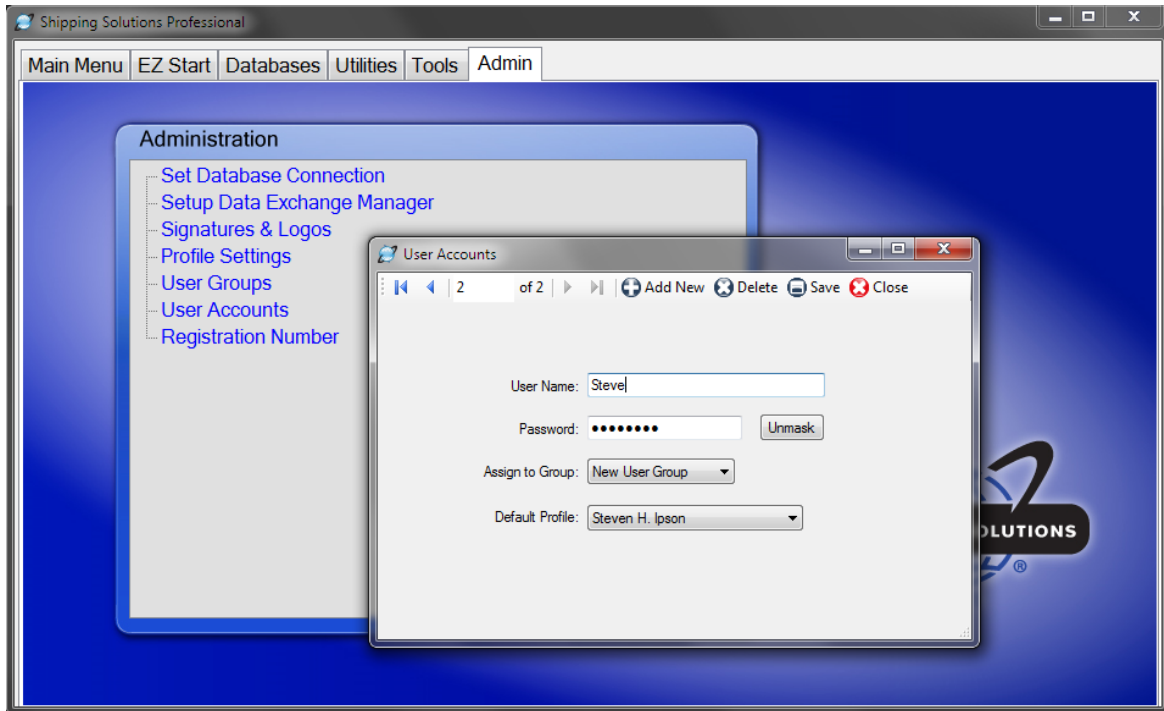 Shipping Solutions Professional
Main Menu EZ Start Databases Utilities Tools Admin
Administration
Set Database Connection
Setup Data Exchange Manager
Signatures & Logos
Profile Settings
User Groups
User Accounts
Registration Number
User Accounts
2 of 2 Add New Delete Save Close
User Name: Steve
Password: ●●●●●●●● Unmask
Assign to Group: New User Group
Default Profile: Steven H. Ipson
OLUTIONS
®